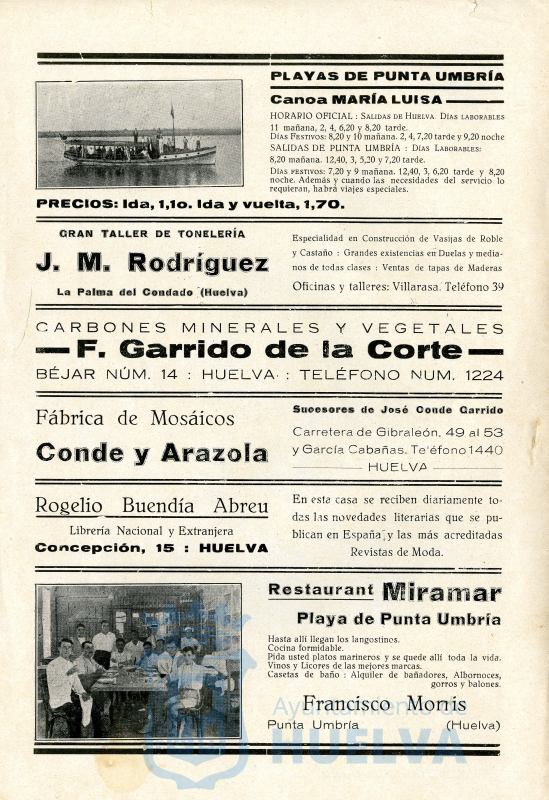 PLAYAS DE PUNTA UMBRÍA
Canoa MARÍA LUISA
HORARIO OFICIAL : SALIDAS DE HUELVA. DÍAS LABORABLES
11 mañana, 2, 4, 6,20 y 8,20 tarde.
DÍAS FESTIVOS: 8,20 y 10 mañana. 2, 4, 7,20 tarde y 9,20 noche
SALIDAS DE PUNTA UMBRÍA : DÍAS LABORABLES:
8,20 mañana. 12,40, 3, 5,20 y 7,20 tarde.
DÍAS FESTIVOS: 7,20 y 9 mañana. 12,40, 3, 6,20 tarde y 8,20
noche. Además y cuando las necesidades del servicio lo
requieran, habrá viajes especiales.
PRECIOS: Ida, 1,10. Ida y vuelta, 1,70.
GRAN TALLER DE TONELERÍA
J. M. Rodríguez
La Palma del Condado (Huelva)
Especialidad en Construcción de Vasijas de Roble
y Castaño : Grandes existencias en Duelas y media-
nos de todas clases : Ventas de tapas de Maderas
Oficinas y talleres: Villarasa. Teléfono 39
CARBONES MINERALES Y VEGETALES
F. Garrido de la Corte
BÉJAR NÚM. 14 : HUELVA : TELÉFONO NUM. 1224
Fábrica de Mosáicos
Conde y Arazola
Sucesores de José Conde Garrido
Carretera de Gibraleón, 49 al 53
y García Cabañas. Te'éfono 1440
HUELVA
Rogelio Buendía Abreu
Librería Nacional y Extranjera
Concepción, 15 : HUELVA
En esta casa se reciben diariamente to-
das las novedades literarias que se pu-
blican en España y las más acreditadas
Revistas de Moda.
Restaurant Miramar
Playa de Punta Umbría
Hasta allí llegan los langostinos.
Cocina formidable.
Pida usted platos marineros y se quede allí toda la vida.
Vinos y Licores de las mejores marcas.
Casetas de baño : Alquiler de bañadores, Albornoces,
gorros y balones.
Francisco Morris
Punta Umbría (Huelva)
Ayuntamiento de
HUELVA